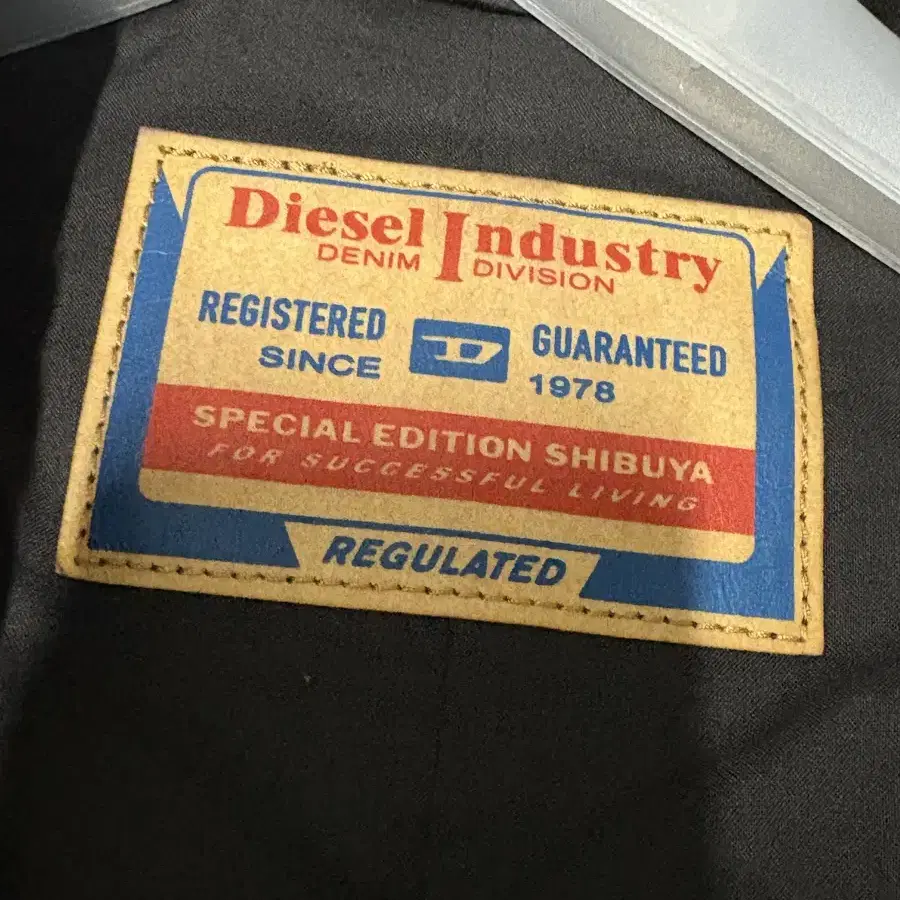 Diesel Industry
DENIM DIVISION
REGISTERED GUARANTEED
SINCE D 1978
SPECIAL EDITION SHIBUYA
FOR SUCCESSFUL LIVING
REGULATED